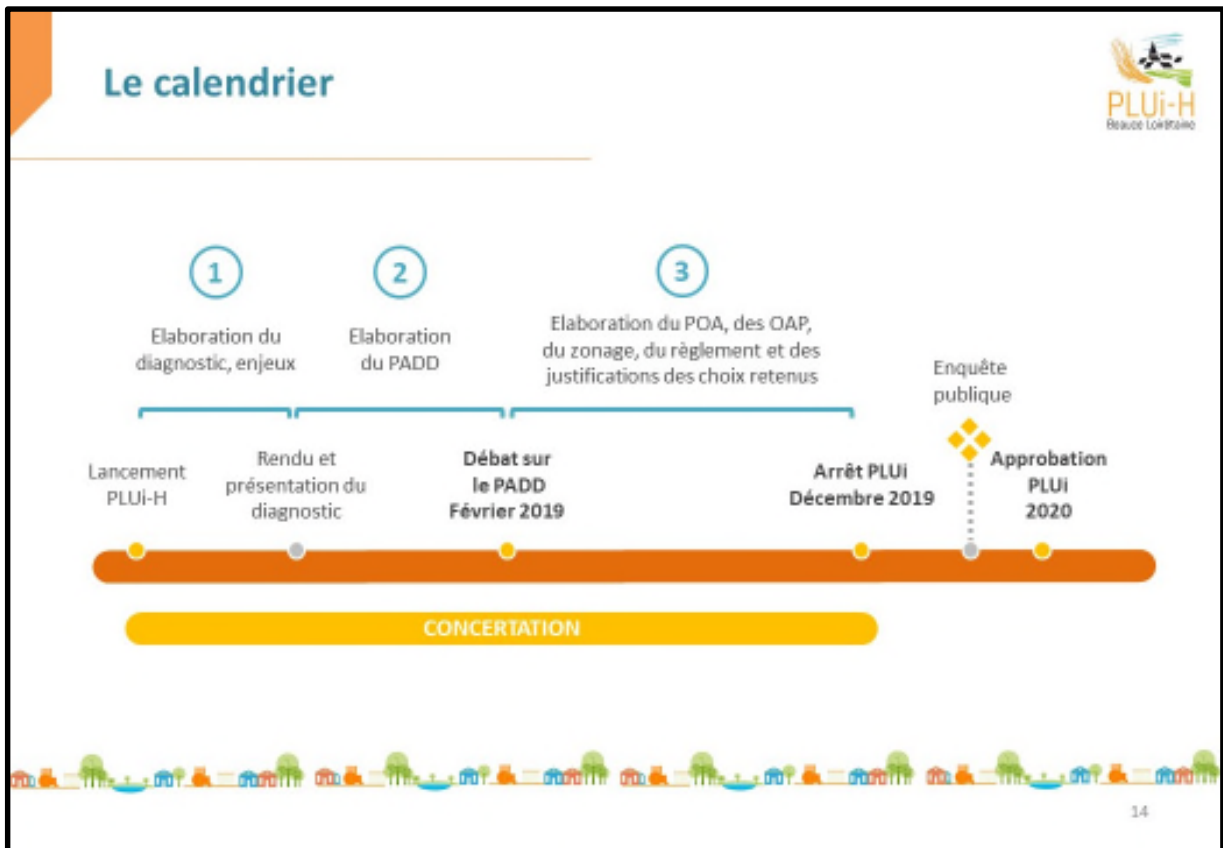 Le calendrier
PLUi-H
Beauce Loirétaine
1
2
3
Elaboration du
diagnostic, enjeux
Elaboration
du PADD
Elaboration du POA, des OAP,
du zonage, du règlement et des
justifications des choix retenus
Enquête
publique
Lancement
PLUi-H
Rendu et
présentation du
diagnostic
Débat sur
le PADD
Février 2019
Arrêt PLUi
Décembre 2019
Approbation
PLUi
2020
CONCERTATION
14